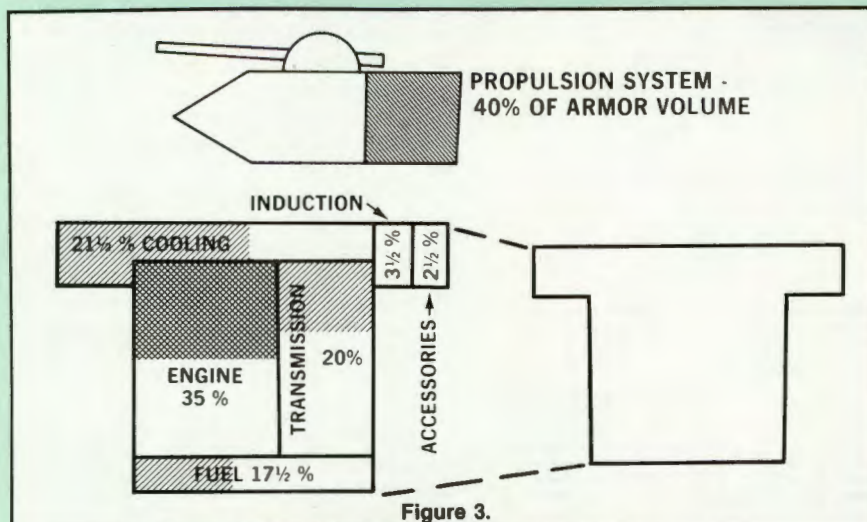 PROPULSION SYSTEM -
40% OF ARMOR VOLUME
INDUCTION
21½ % COOLING
3½ %
2½ %
TRANSMISSION
20%
ENGINE
35 %
ACCESSORIES
FUEL 17½ %
Figure 3.